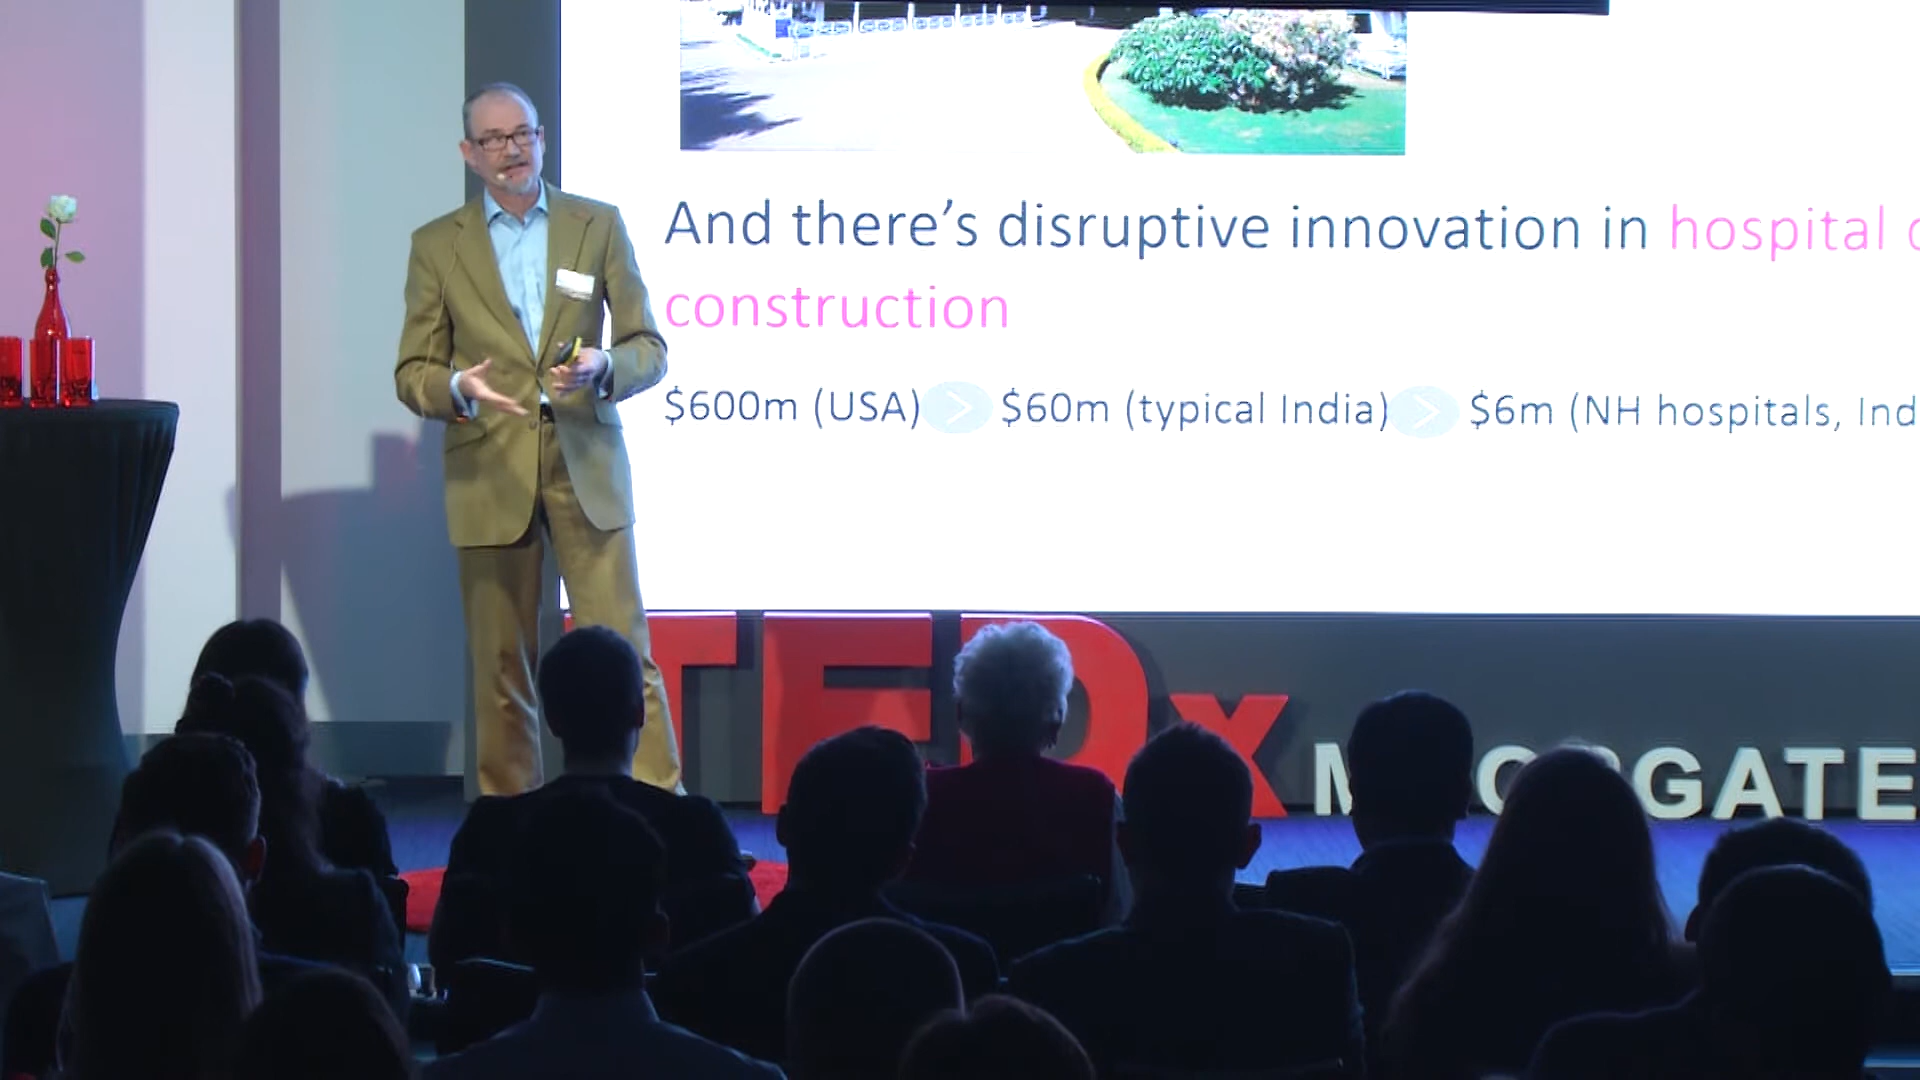 And there's disruptive innovation in hospital
construction
$600m (USA) > $60m (typical India) > $6m (NH hospitals, Ind
TEDx
GATE